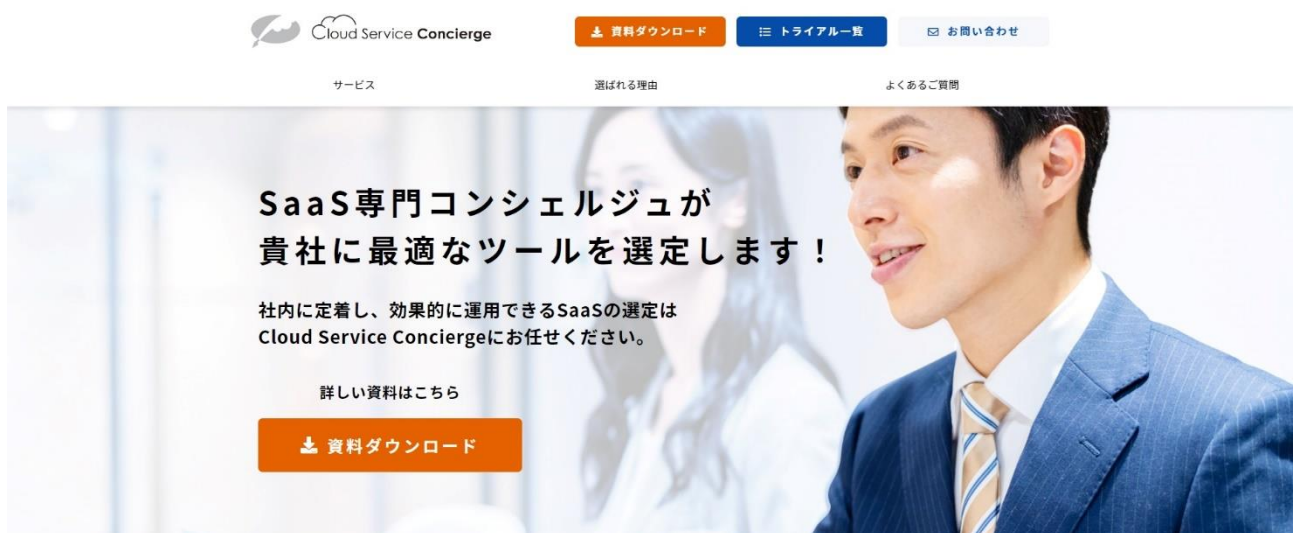 Cloud Service Concierge
資料ダウンロード
トライアル一覧
お問い合わせ
サービス
選ばれる理由
よくあるご質問
SaaS専門コンシェルジュが
貴社に最適なツールを選定します！
社内に定着し、効果的に運用できるSaaSの選定は
Cloud Service Conciergeにお任せください。
詳しい資料はこちら
資料ダウンロード